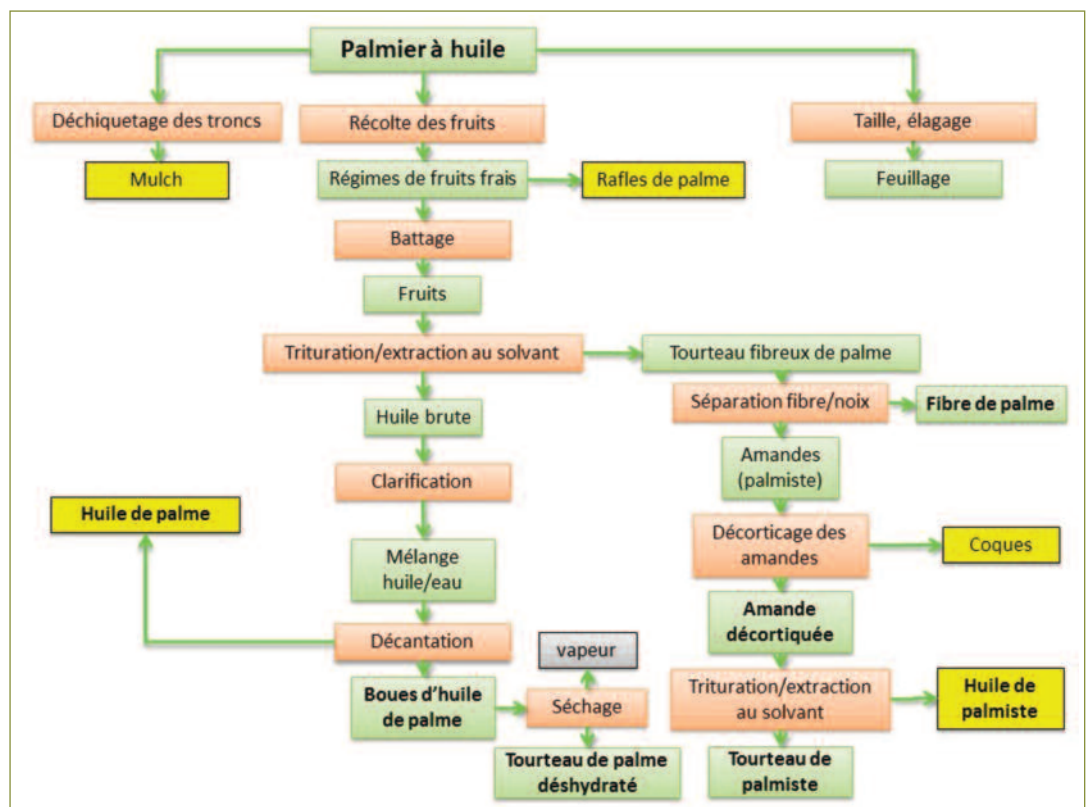 Palmier à huile
Déchiquetage des troncs
Récolte des fruits
Taille, élagage
Mulch
Régimes de fruits frais
Rafles de palme
Feuillage
Battage
Fruits
Trituration/extraction au solvant
Tourteau fibreux de palme
Séparation fibre/noix
Fibre de palme
Huile brute
Amandes
(palmiste)
Clarification
Huile de palme
Décorticage des
amandes
Coques
Mélange
huile/eau
Amande
décortiquée
Décantation
vapeur
Boues d'huile
de palme
Séchage
Trituration/extraction
au solvant
Huile de
palmiste
Tourteau de palme
déshydraté
Tourteau de
palmiste